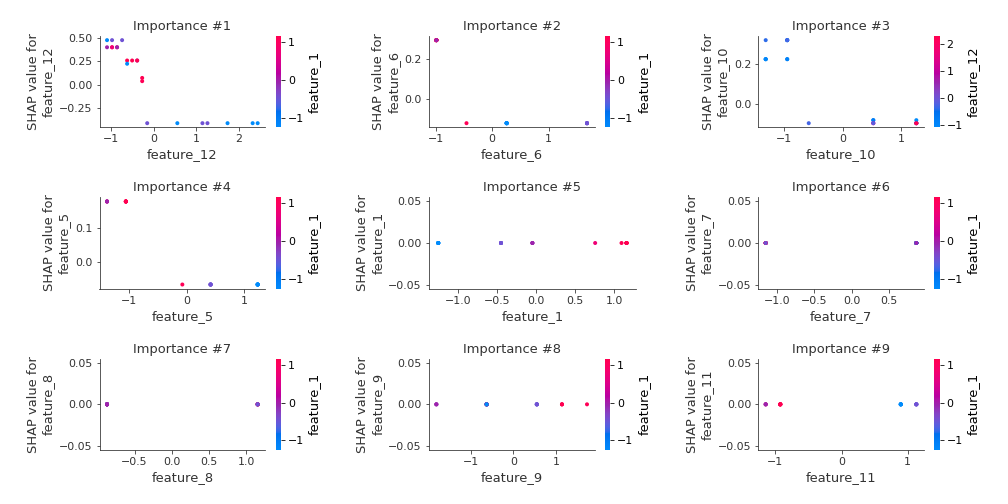 Importance #1
SHAP value for
feature_12
0.50
0.25
0.00
−0.25
−1
0
1
2
feature_12
1
0
−1
feature_1
Importance #2
SHAP value for
feature_6
0.2
0.0
−1
0
1
feature_6
1
0
−1
feature_1
Importance #3
SHAP value for
feature_10
0.2
0.0
−1
0
1
feature_10
2
1
0
−1
feature_12
Importance #4
SHAP value for
feature_5
0.1
0.0
−1
0
1
feature_5
1
0
−1
feature_1
Importance #5
SHAP value for
feature_1
0.05
0.00
−0.05
−1.0
−0.5
0.0
0.5
1.0
feature_1
Importance #6
SHAP value for
feature_7
0.05
0.00
−0.05
−1.0
−0.5
0.0
0.5
feature_7
1
0
−1
feature_1
Importance #7
SHAP value for
feature_8
0.05
0.00
−0.05
−0.5
0.0
0.5
1.0
feature_8
1
0
−1
feature_1
Importance #8
SHAP value for
feature_9
0.05
0.00
−0.05
−1
0
1
feature_9
1
0
−1
feature_1
Importance #9
SHAP value for
feature_11
0.05
0.00
−0.05
−1
0
1
feature_11
1
0
−1
feature_1